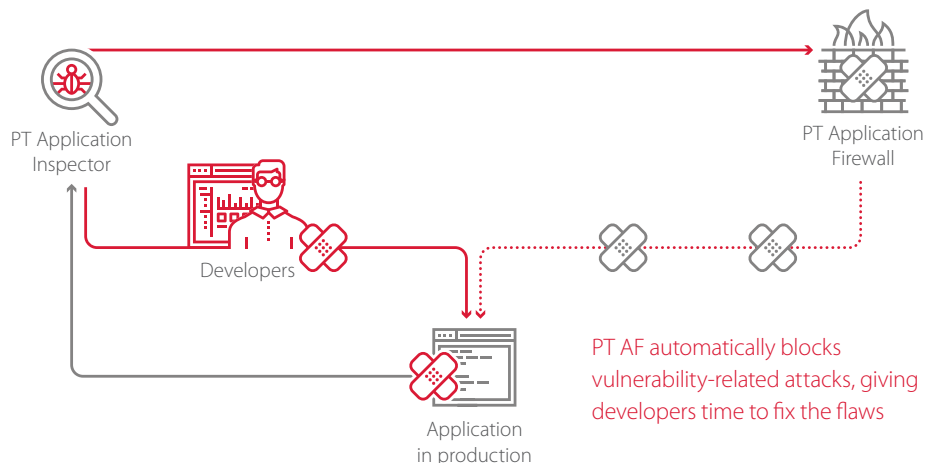 PT Application
Inspector
PT Application
Firewall
Developers
PT AF automatically blocks
vulnerability-related attacks, giving
developers time to fix the flaws
Application
in production